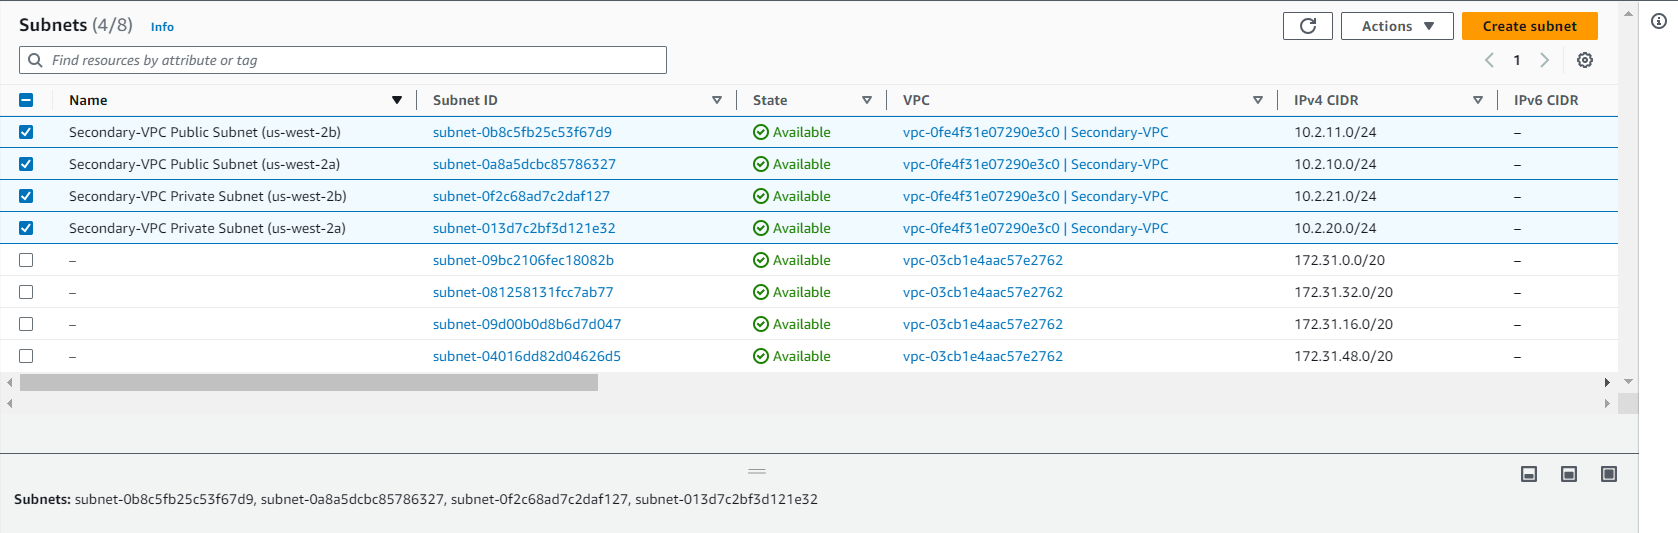 Subnets (4/8) Info Actions Create subnet
Find resources by attribute or tag 1
Name Subnet ID State VPC IPv4 CIDR IPv6 CIDR
Secondary-VPC Public Subnet (us-west-2b) subnet-0b8c5fb25c53f67d9 Available vpc-0fe4f31e07290e3c0 | Secondary-VPC 10.2.11.0/24 –
Secondary-VPC Public Subnet (us-west-2a) subnet-0a8a5dcbc85786327 Available vpc-0fe4f31e07290e3c0 | Secondary-VPC 10.2.10.0/24 –
Secondary-VPC Private Subnet (us-west-2b) subnet-0f2c68ad7c2daf127 Available vpc-0fe4f31e07290e3c0 | Secondary-VPC 10.2.21.0/24 –
Secondary-VPC Private Subnet (us-west-2a) subnet-013d7c2bf3d121e32 Available vpc-0fe4f31e07290e3c0 | Secondary-VPC 10.2.20.0/24 –
– subnet-09bc2106fec18082b Available vpc-03cb1e4aac57e2762 172.31.0.0/20 –
– subnet-081258131fcc7ab77 Available vpc-03cb1e4aac57e2762 172.31.32.0/20 –
– subnet-09d00b0d8b6d7d047 Available vpc-03cb1e4aac57e2762 172.31.16.0/20 –
– subnet-04016dd82d04626d5 Available vpc-03cb1e4aac57e2762 172.31.48.0/20 –
Subnets: subnet-0b8c5fb25c53f67d9, subnet-0a8a5dcbc85786327, subnet-0f2c68ad7c2daf127, subnet-013d7c2bf3d121e32